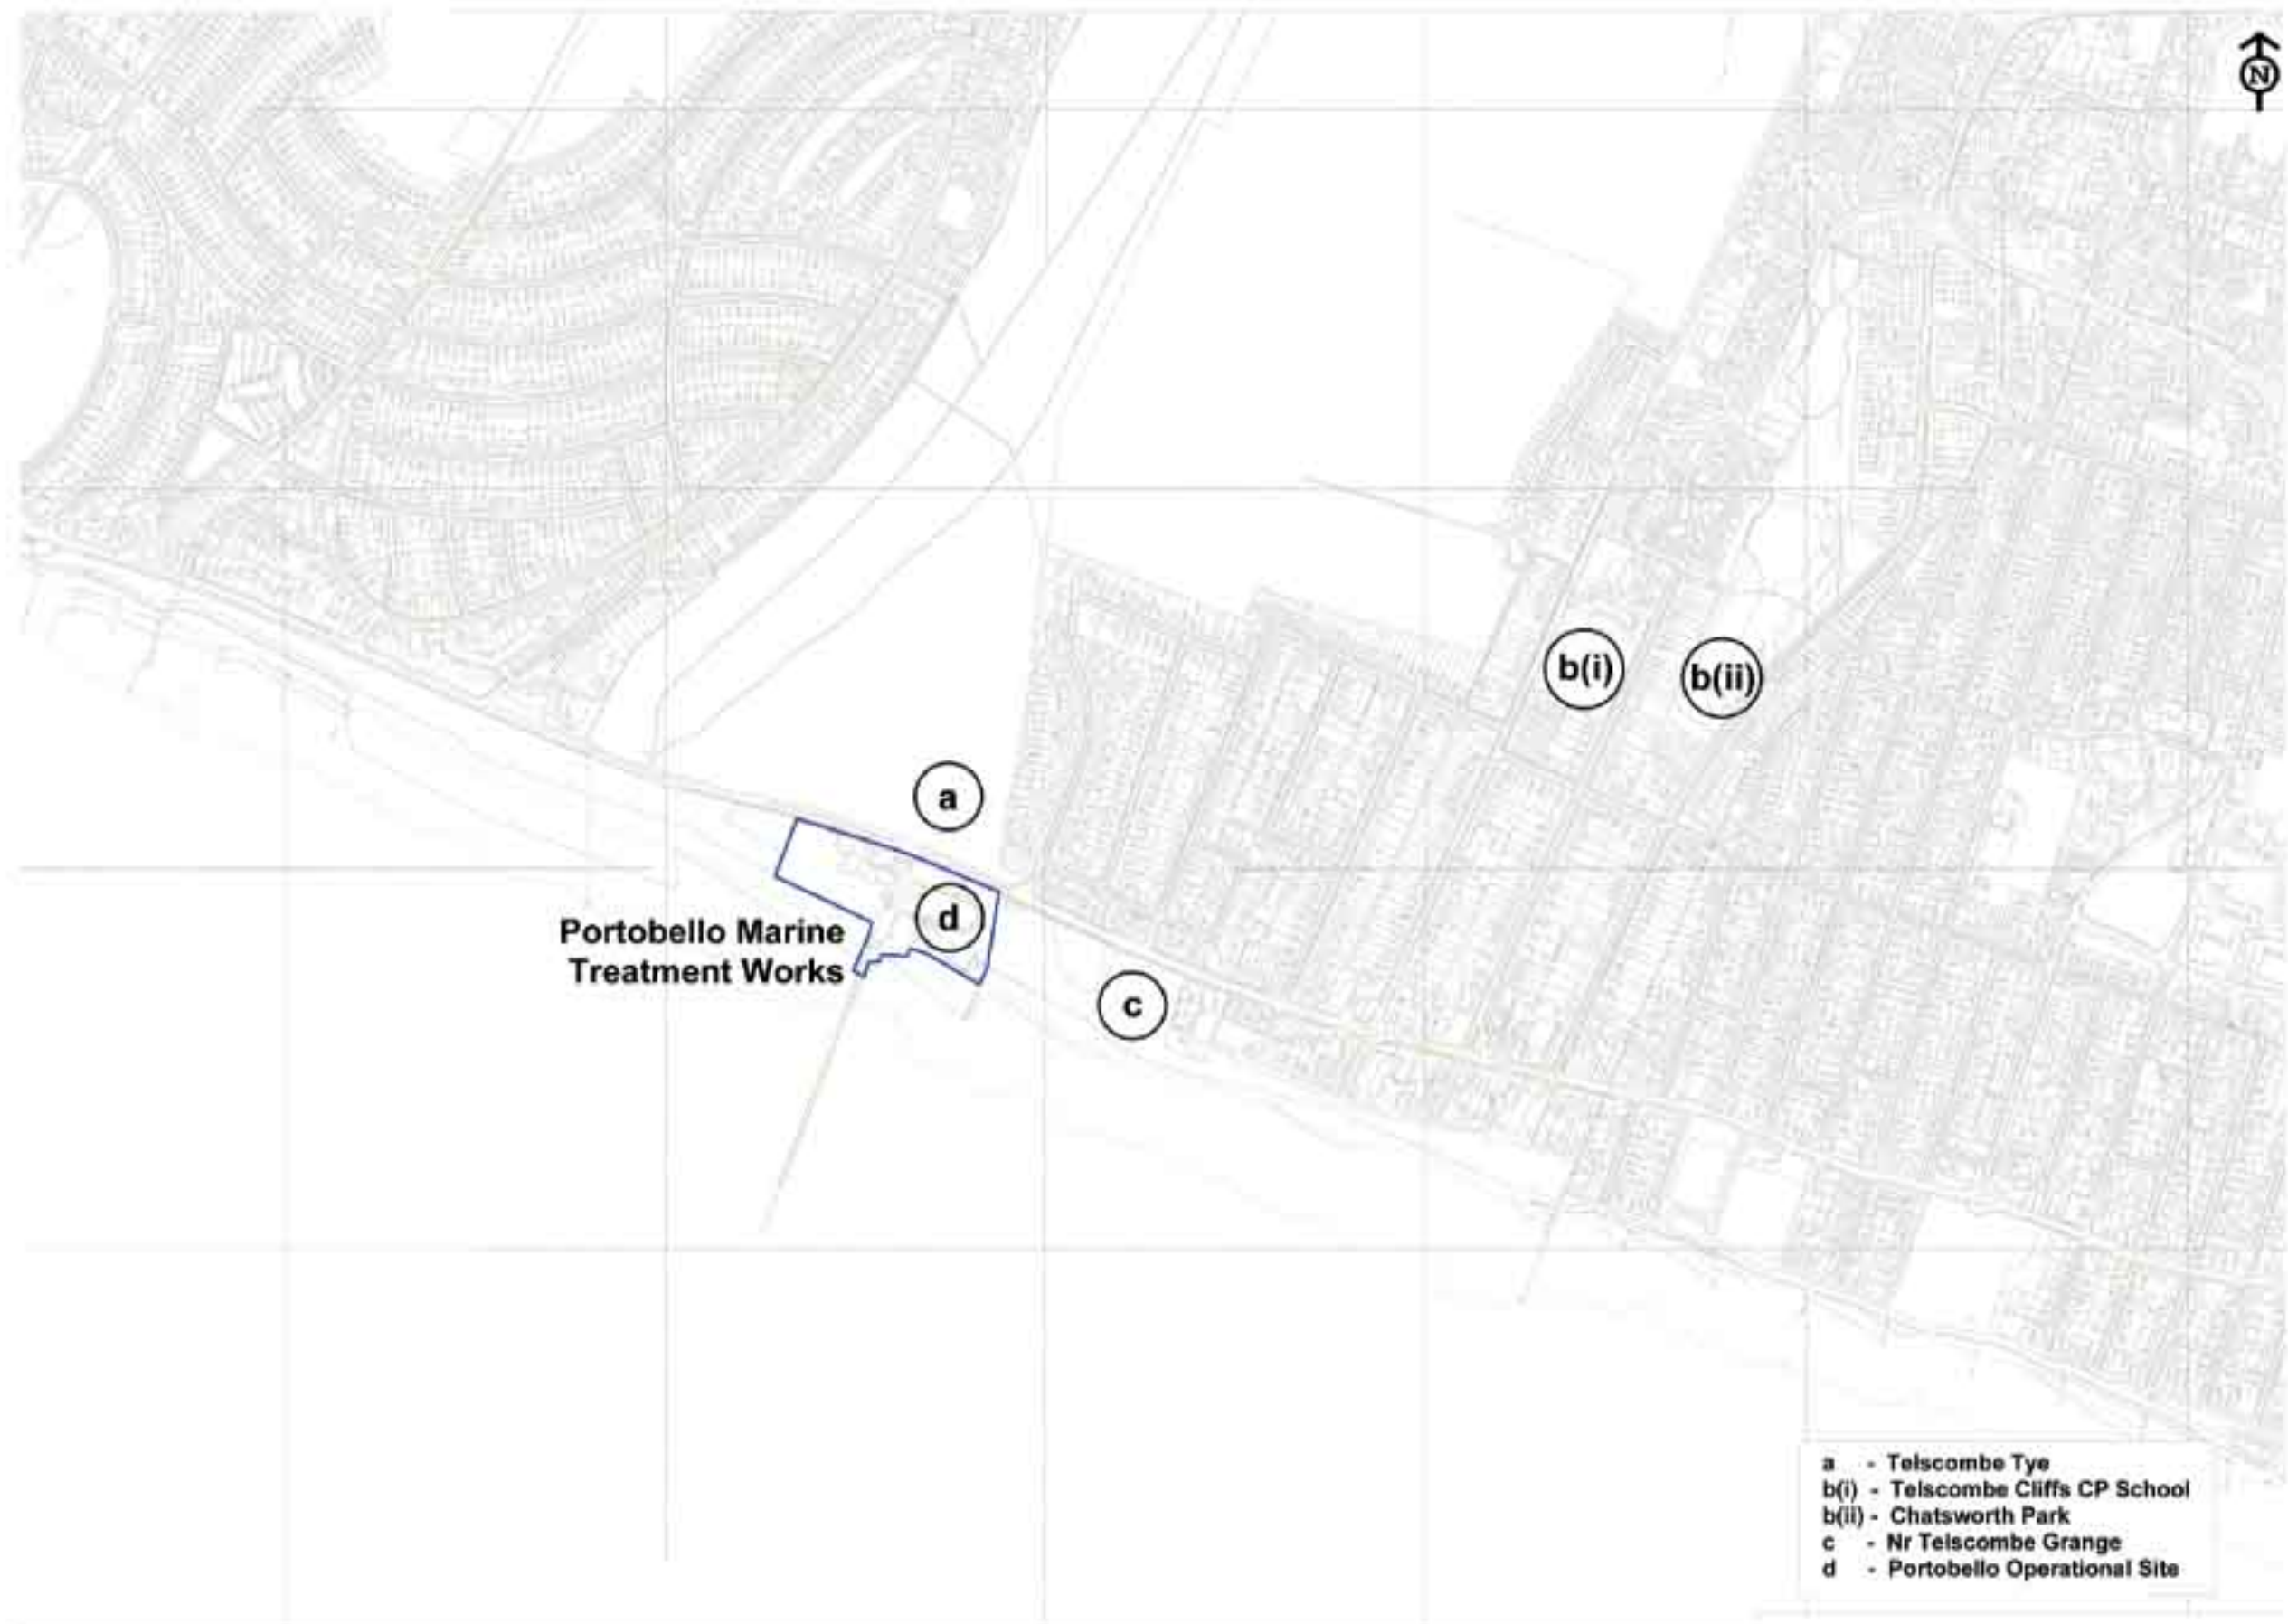 N
b(i)
b(ii)
a
d
Portobello Marine
Treatment Works
c
a - Telscombe Tye
b(i) - Telscombe Cliffs CP School
b(ii) - Chatsworth Park
c - Nr Telscombe Grange
d - Portobello Operational Site